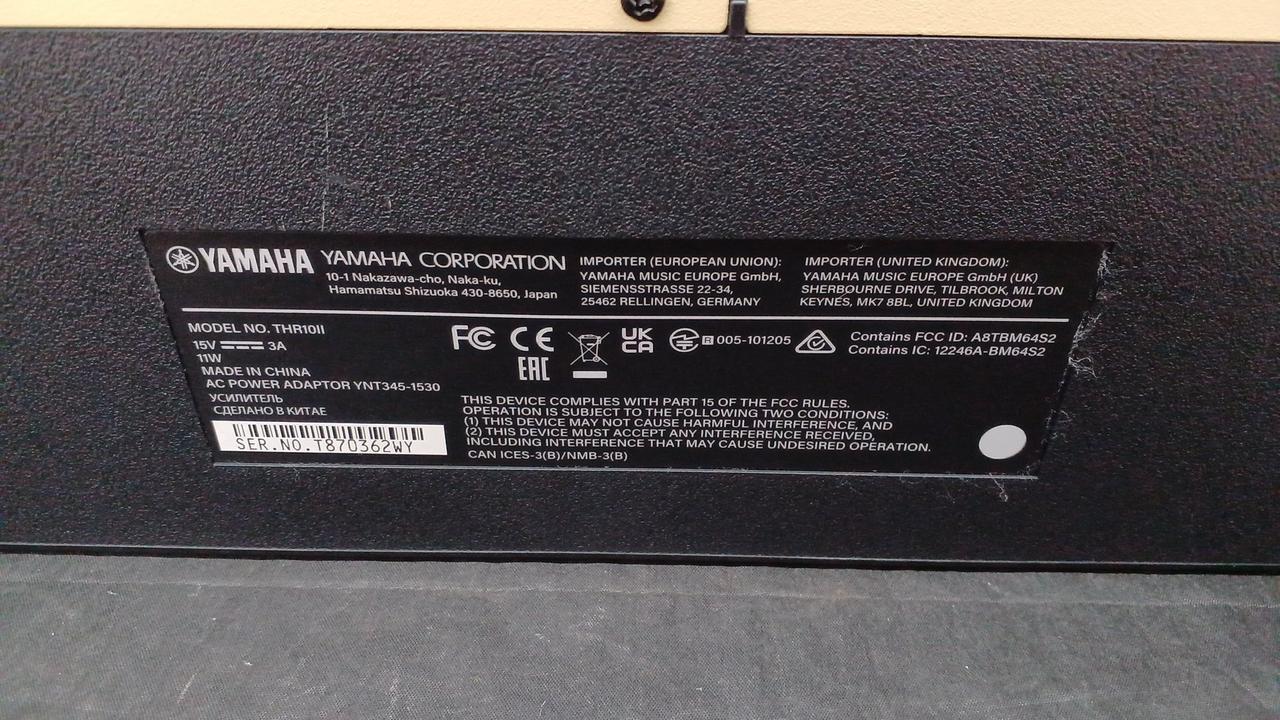 YAMAHA YAMAHA CORPORATION
10-1 Nakazawa-cho, Naka-ku,
Hamamatsu Shizuoka 430-8650, Japan
IMPORTER (EUROPEAN UNION):
YAMAHA MUSIC EUROPE GmbH,
SIEMENSSTRASSE 22-34,
25462 RELLINGEN, GERMANY
IMPORTER (UNITED KINGDOM):
YAMAHA MUSIC EUROPE GmbH (UK)
SHERBOURNE DRIVE, TILBROOK, MILTON
KEYNES, MK7 8BL, UNITED KINGDOM
MODEL NO. THR10II
15V 3A
11W
MADE IN CHINA
AC POWER ADAPTOR YNT345-1530
УСИЛИТЕЛЬ
СДЕЛАНО В КИТАЕ
SER.NO.T870362WY
FC CE
EAC
UK
CA
R 005-101205
Contains FCC ID: A8TBM64S2
Contains IC: 12246A-BM64S2
THIS DEVICE COMPLIES WITH PART 15 OF THE FCC RULES.
OPERATION IS SUBJECT TO THE FOLLOWING TWO CONDITIONS:
(1) THIS DEVICE MAY NOT CAUSE HARMFUL INTERFERENCE, AND
(2) THIS DEVICE MUST ACCEPT ANY INTERFERENCE RECEIVED,
INCLUDING INTERFERENCE THAT MAY CAUSE UNDESIRED OPERATION.
CAN ICES-3(B)/NMB-3(B)